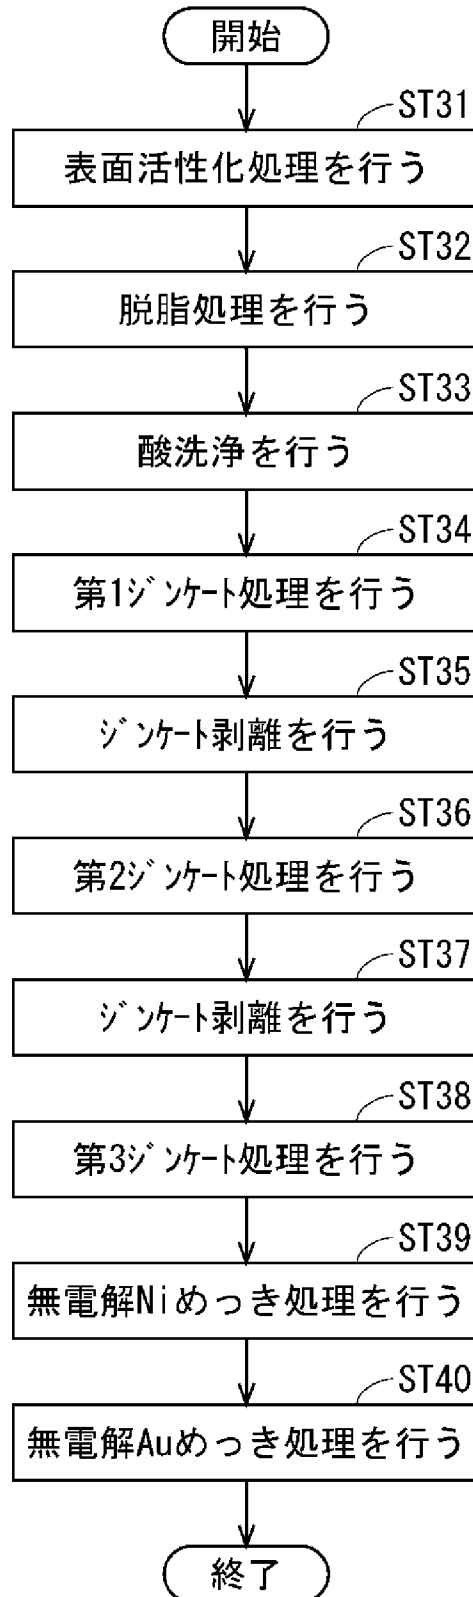 開始
ST31
表面活性化処理を行う
ST32
脱脂処理を行う
ST33
酸洗浄を行う
ST34
第1ｼﾞﾝｹｰﾄ処理を行う
ST35
ｼﾞﾝｹｰﾄ剥離を行う
ST36
第2ｼﾞﾝｹｰﾄ処理を行う
ST37
ｼﾞﾝｹｰﾄ剥離を行う
ST38
第3ｼﾞﾝｹｰﾄ処理を行う
ST39
無電解Niめっき処理を行う
ST40
無電解Auめっき処理を行う
終了